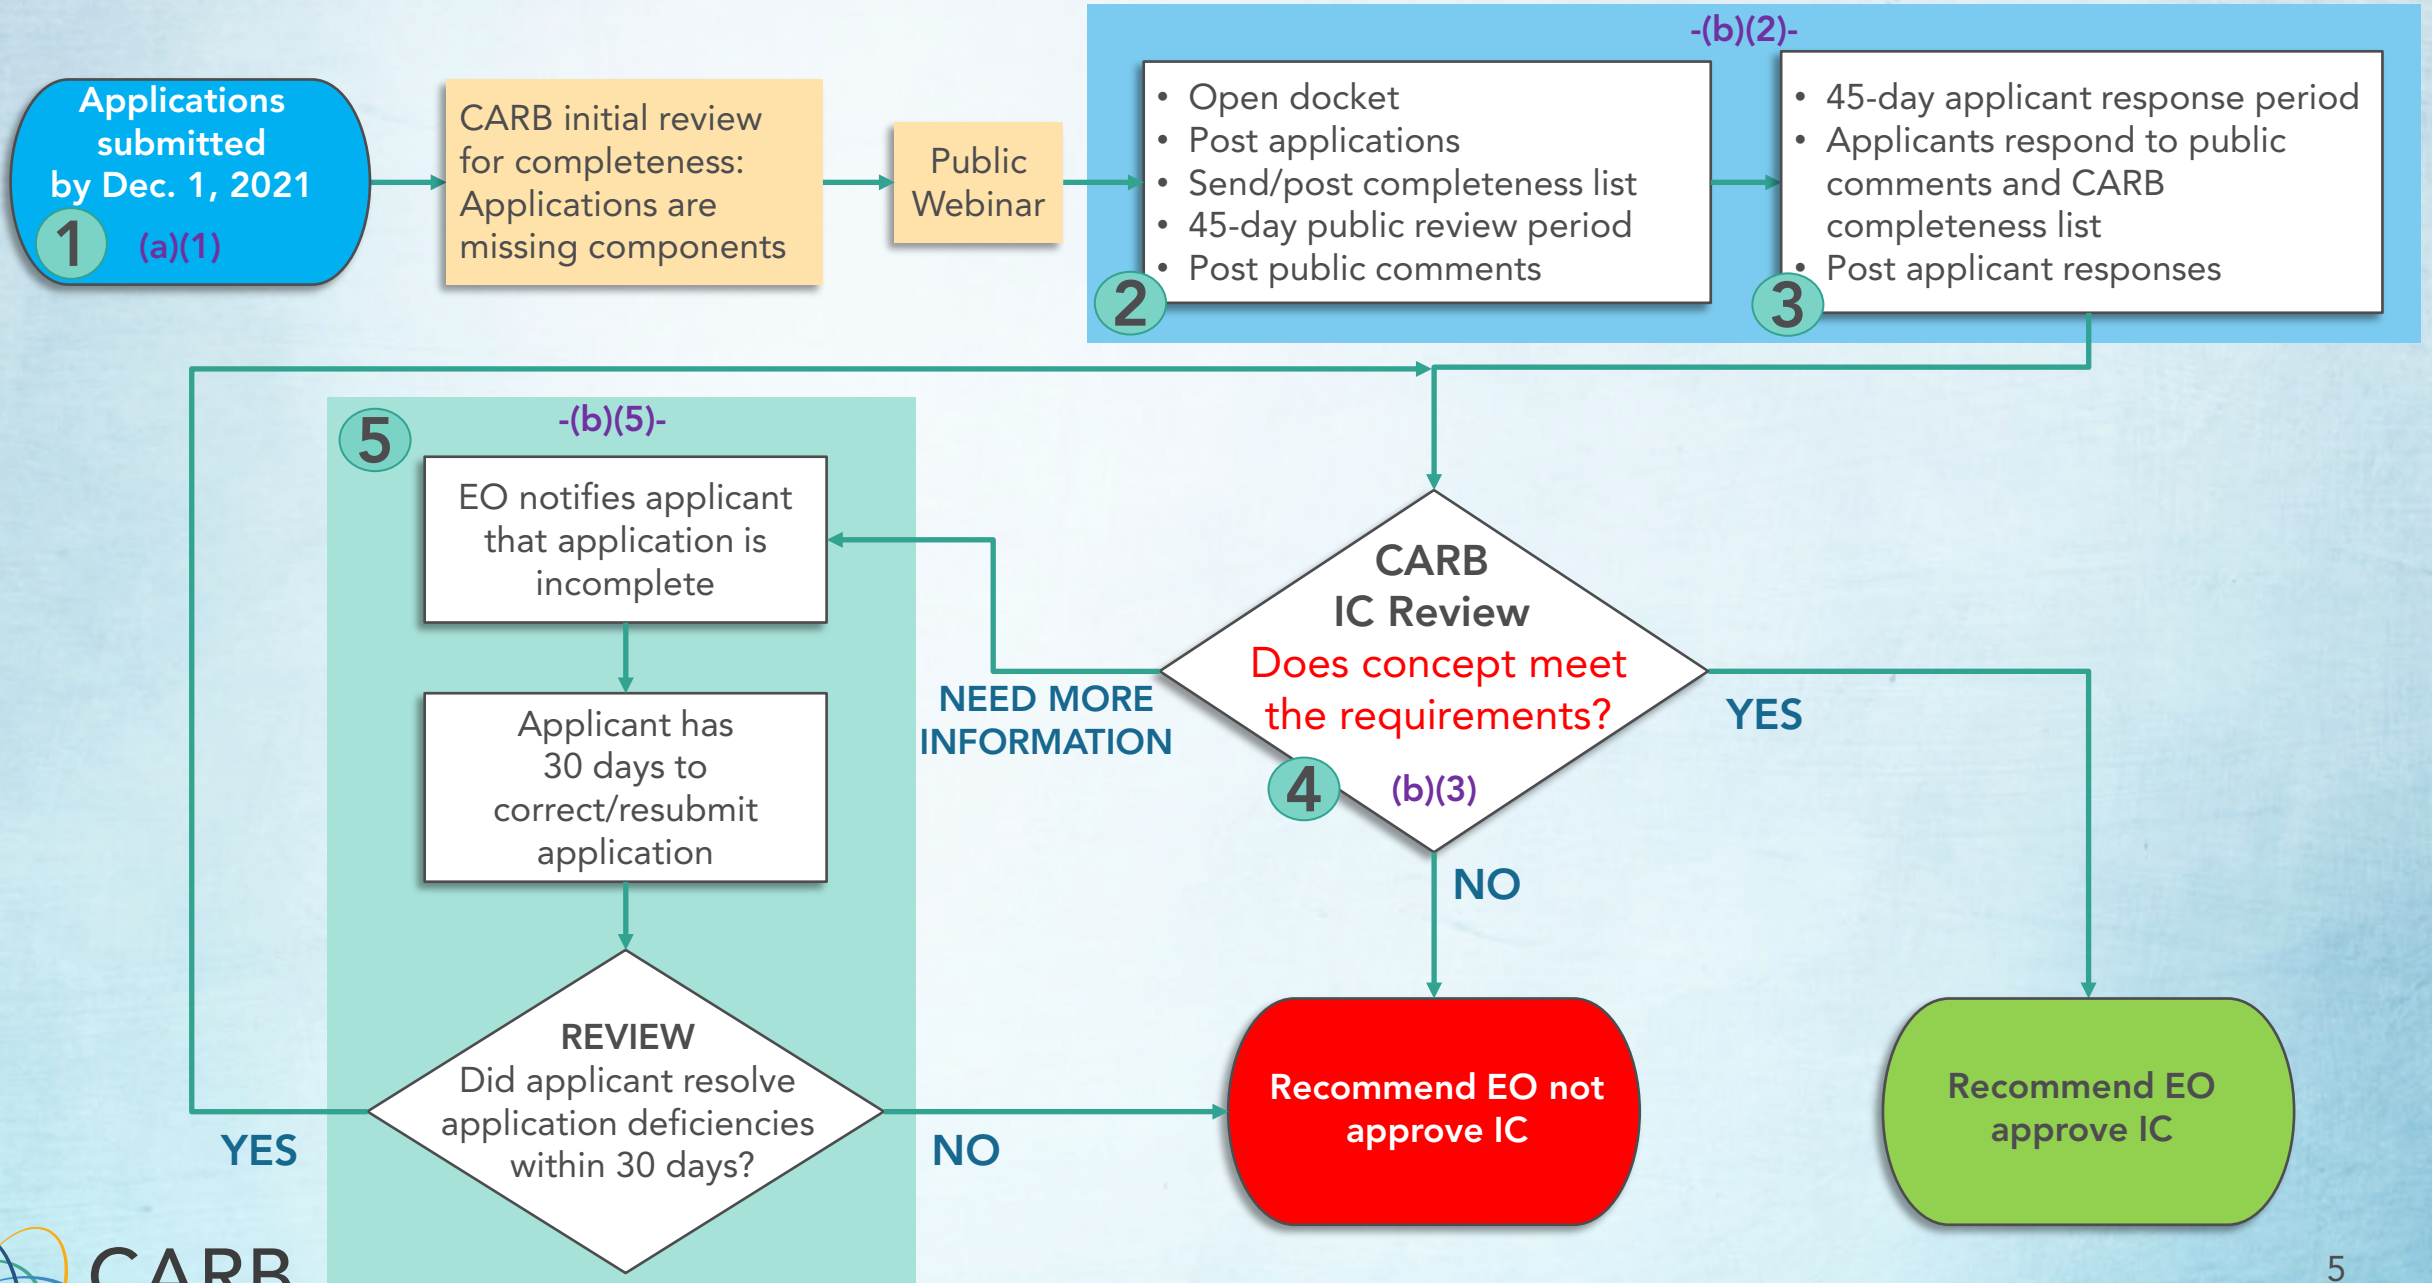 Applications
submitted
by Dec. 1, 2021
1 (a)(1)
CARB initial review
for completeness:
Applications are
missing components
Public
Webinar
-(b)(2)-
• Open docket
• Post applications
• Send/post completeness list
• 45-day public review period
• Post public comments
2
• 45-day applicant response period
• Applicants respond to public
comments and CARB
completeness list
• Post applicant responses
3
5
-(b)(5)-
EO notifies applicant
that application is
incomplete
Applicant has
30 days to
correct/resubmit
application
REVIEW
Did applicant resolve
application deficiencies
within 30 days?
YES
NO
NEED MORE
INFORMATION
CARB
IC Review
Does concept meet
the requirements?
4 (b)(3)
YES
NO
Recommend EO not
approve IC
Recommend EO
approve IC
CARB
5